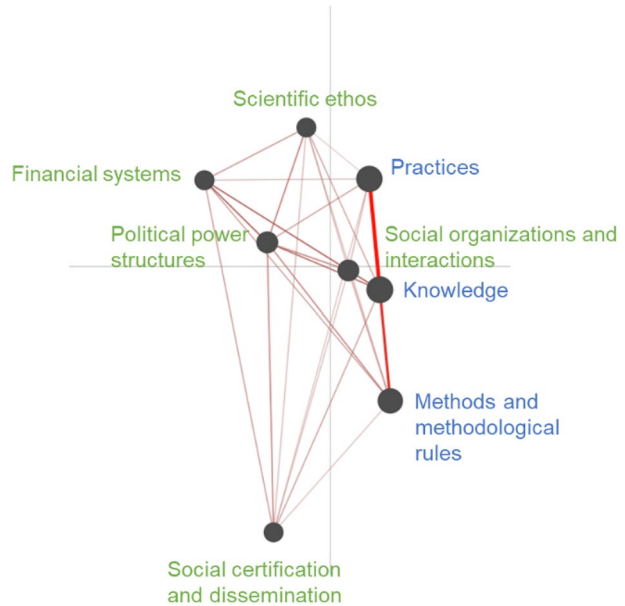 Scientific ethos
Financial systems
Practices
Political power
structures
Social organizations and
interactions
Knowledge
Methods and
methodological
rules
Social certification
and dissemination